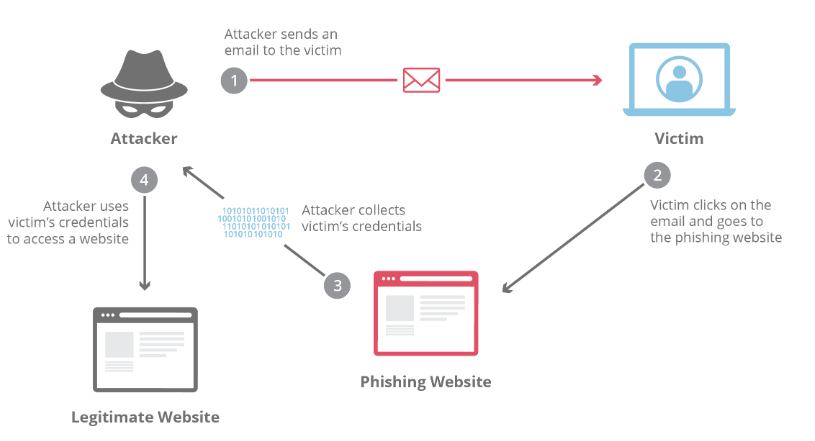 Attacker sends an
email to the victim
1
Attacker
Victim
4
2
Attacker uses
victim's credentials
to access a website
10101011010101
10010101001010
11010101010101
101010101010
Attacker collects
victim's credentials
Victim clicks on the
email and goes to
the phishing website
3
Phishing Website
Legitimate Website